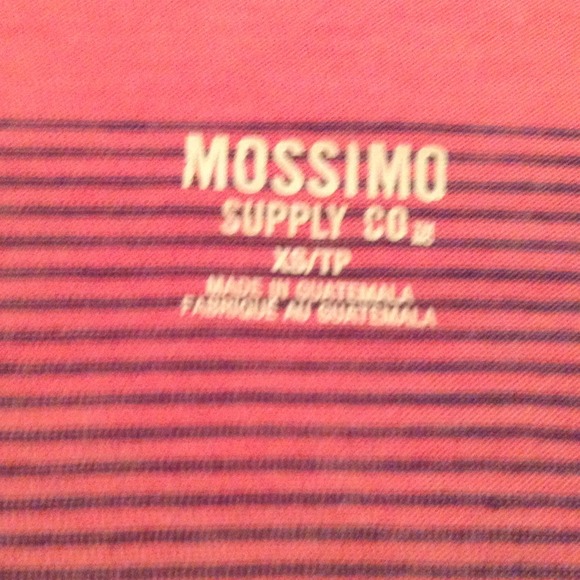 MOSSIMO
SUPPLY CO
XS/TP
MADE IN GUATEMALA
FABRIQUE AU GUATEMALA